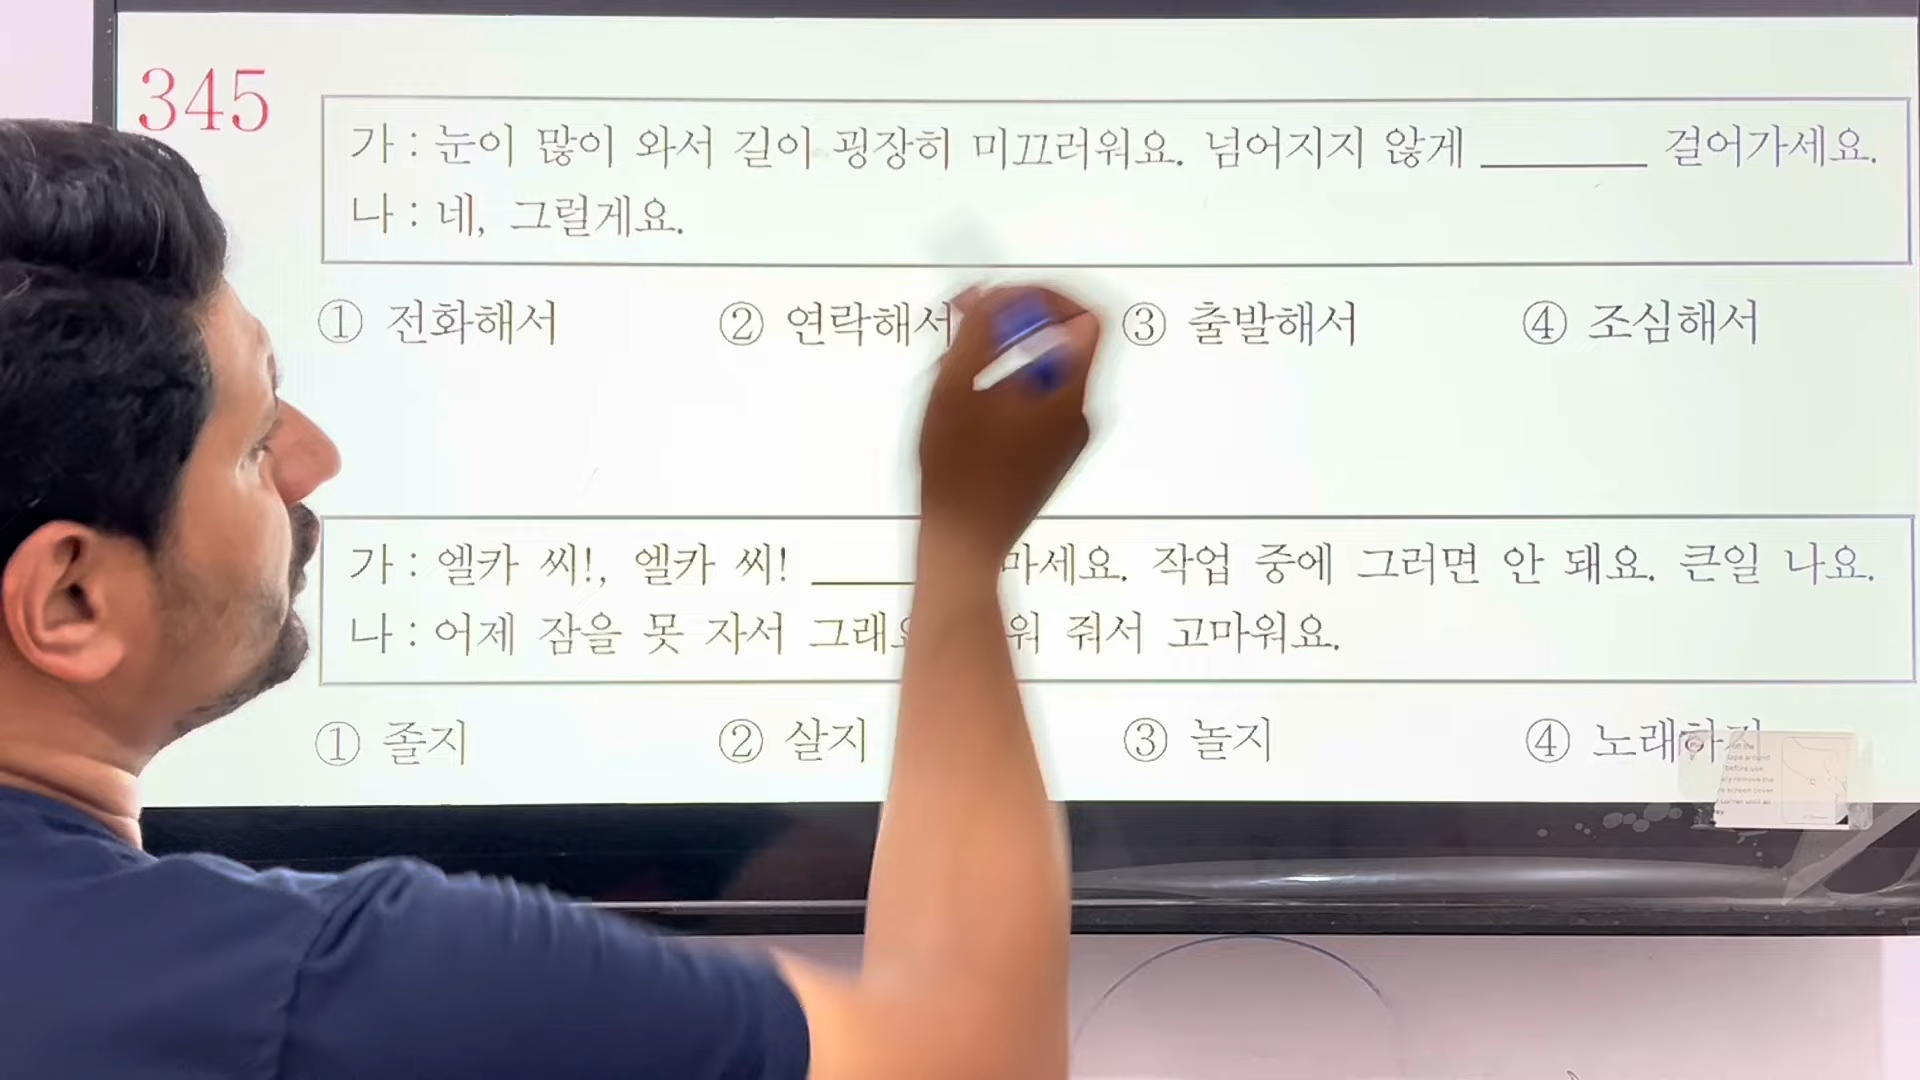 345
가 : 눈이 많이 와서 길이 굉장히 미끄러워요. 넘어지지 않게 ________ 걸어가세요.
나 : 네, 그럴게요.
① 전화해서 ② 연락해서 ③ 출발해서 ④ 조심해서
가 : 엘카 씨!, 엘카 씨! ____ 마세요. 작업 중에 그러면 안 돼요. 큰일 나요.
나 : 어제 잠을 못 자서 그래요 워 줘서 고마워요.
① 졸지 ② 살지 ③ 놀지 ④ 노래하지